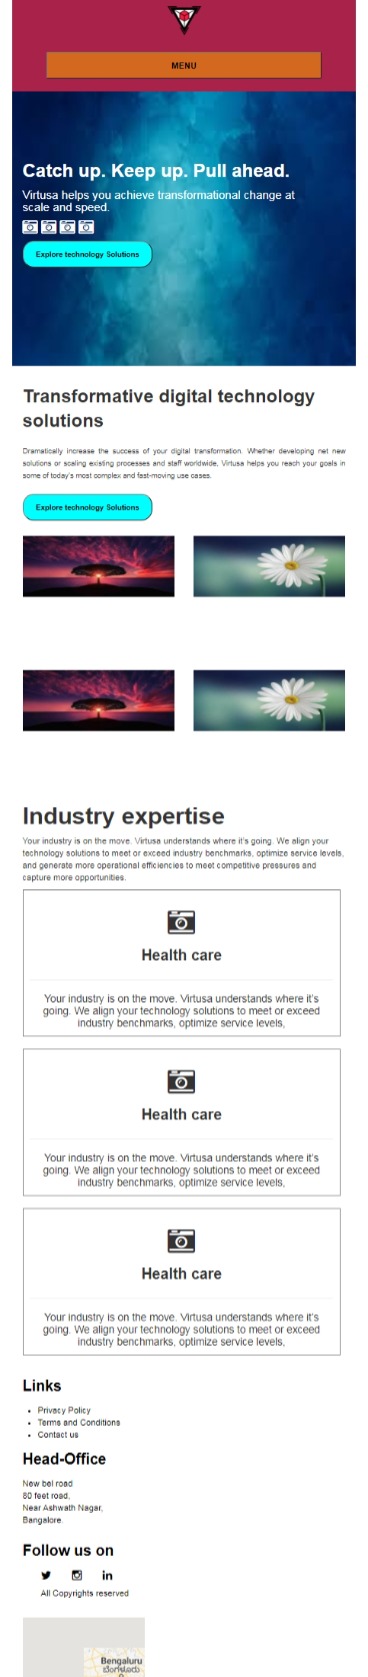 MENU
Catch up. Keep up. Pull ahead.
Virtusa helps you achieve transformational change at
scale and speed.
Explore technology Solutions
Transformative digital technology
solutions
Dramatically increase the success of your digital transformation. Whether developing net new
solutions or scaling existing processes and staff worldwide, Virtusa helps you reach your goals in
some of today's most complex and fast-moving use cases.
Explore technology Solutions
Industry expertise
Your industry is on the move. Virtusa understands where it's going. We align your
technology solutions to meet or exceed industry benchmarks, optimize service levels,
and generate more operational efficiencies to meet competitive pressures and
capture more opportunities.
Health care
Your industry is on the move. Virtusa understands where it's
going. We align your technology solutions to meet or exceed
industry benchmarks, optimize service levels,
Health care
Your industry is on the move. Virtusa understands where it's
going. We align your technology solutions to meet or exceed
industry benchmarks, optimize service levels,
Health care
Your industry is on the move. Virtusa understands where it's
going. We align your technology solutions to meet or exceed
industry benchmarks, optimize service levels,
Links
Privacy Policy
Terms and Conditions
Contact us
Head-Office
New bel road
80 feet road,
Near Ashwath Nagar,
Bangalore.
Follow us on
All Copyrights reserved
Bengaluru
ಬೆಂಗಳೂರು